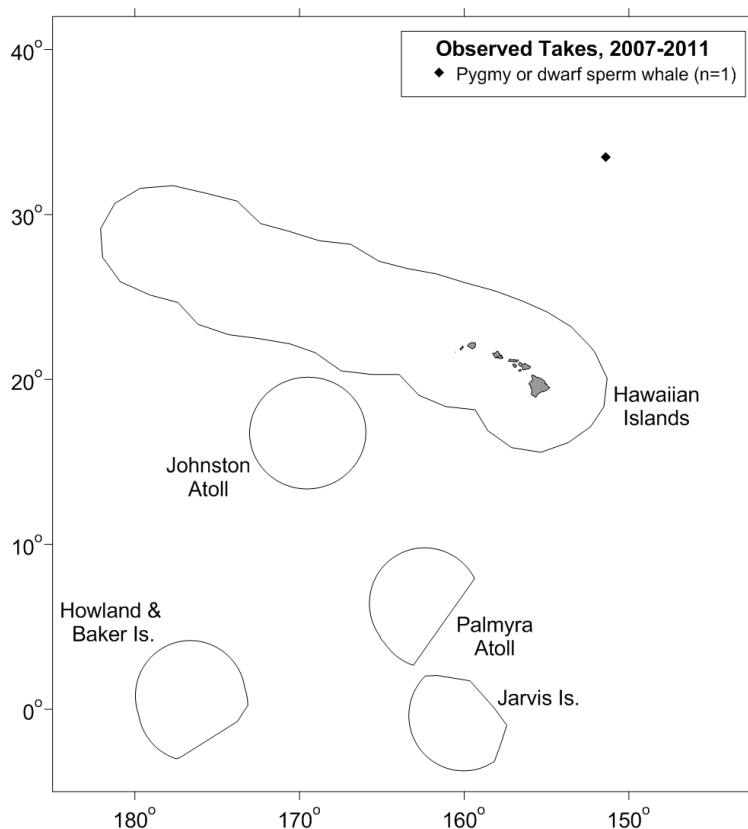 Observed Takes, 2007-2011
Pygmy or dwarf sperm whale (n=1)
40°
30°
20°
10°
0°
Hawaiian
Islands
Johnston
Atoll
Howland &
Baker Is.
Palmyra
Atoll
Jarvis Is.
180°
170°
160°
150°